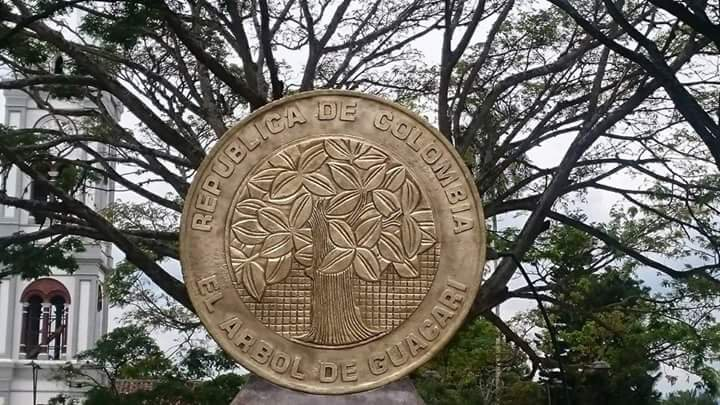 REPUBLICA DE COLOMBIA
EL ARBOL DE GUACARI